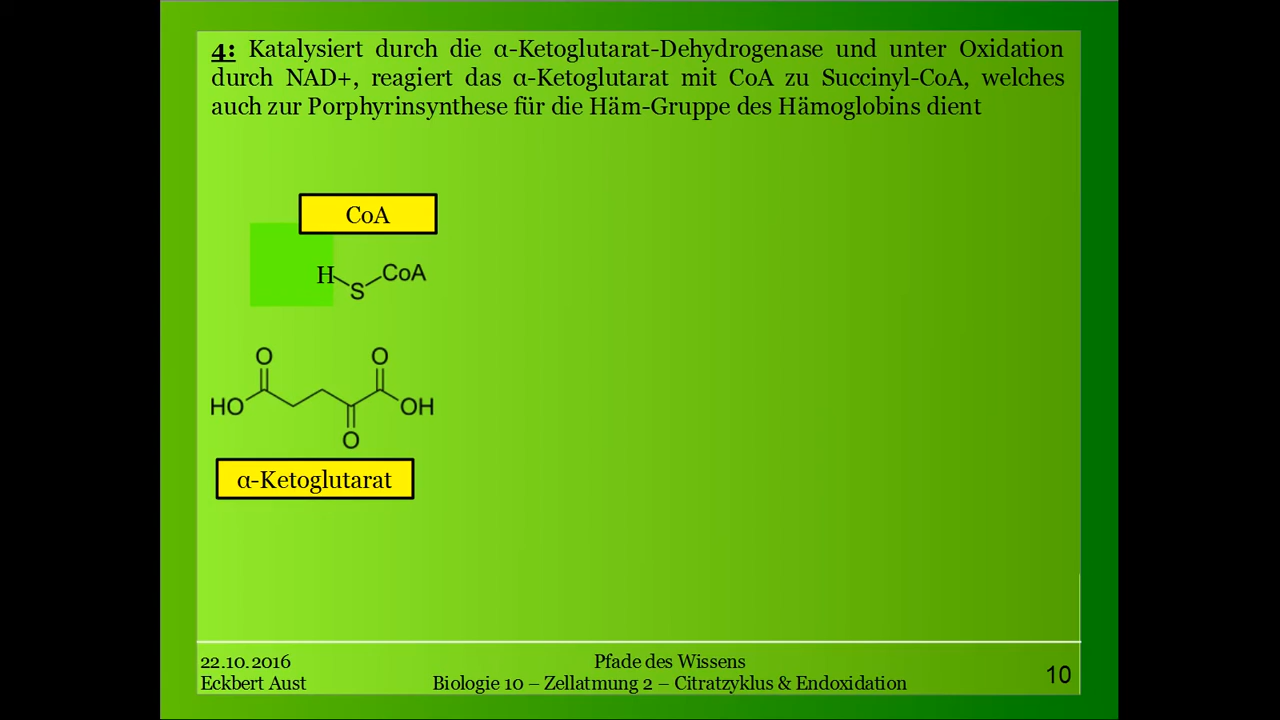 4: Katalysiert durch die α-Ketoglutarat-Dehydrogenase und unter Oxidation
durch NAD+, reagiert das α-Ketoglutarat mit CoA zu Succinyl-CoA, welches
auch zur Porphyrinsynthese für die Häm-Gruppe des Hämoglobins dient
CoA
H S CoA
O O
HO OH
O
α-Ketoglutarat
22.10.2016
Eckbert Aust
Pfade des Wissens
Biologie 10 – Zellatmung 2 – Citratzyklus & Endoxidation
10